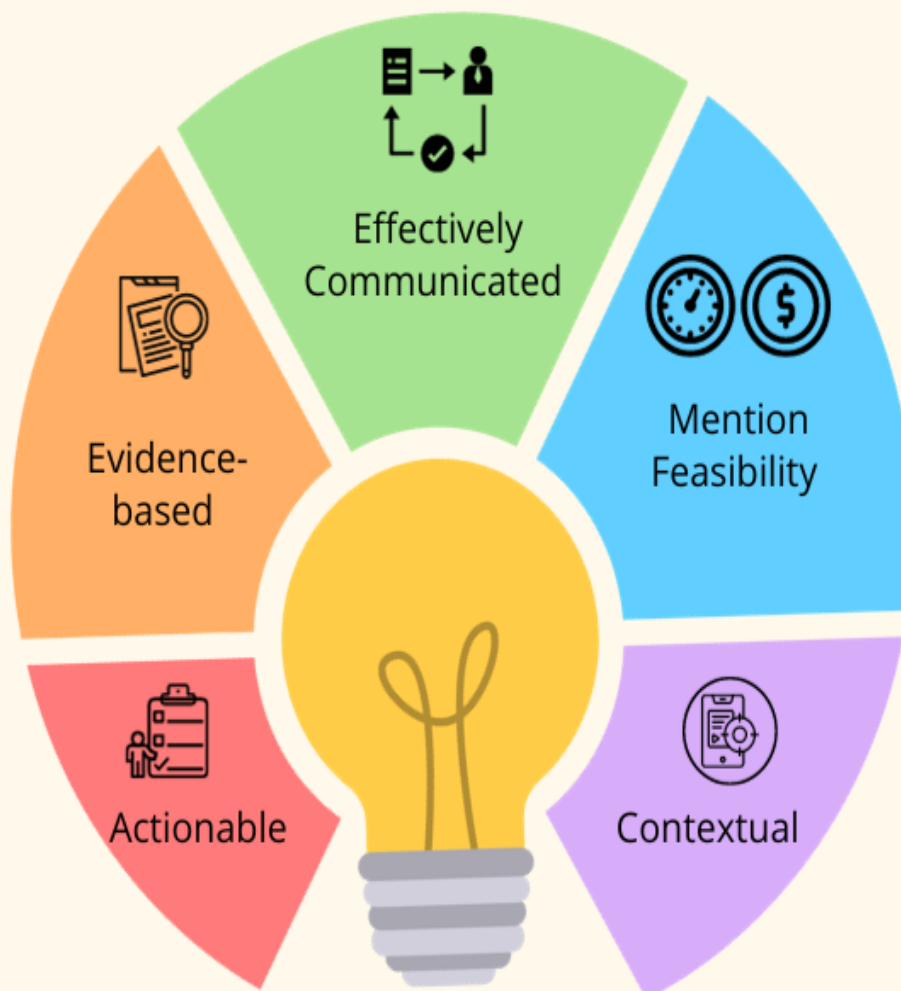 Effectively
Communicated
Evidence-
based
Mention
Feasibility
Actionable
Contextual